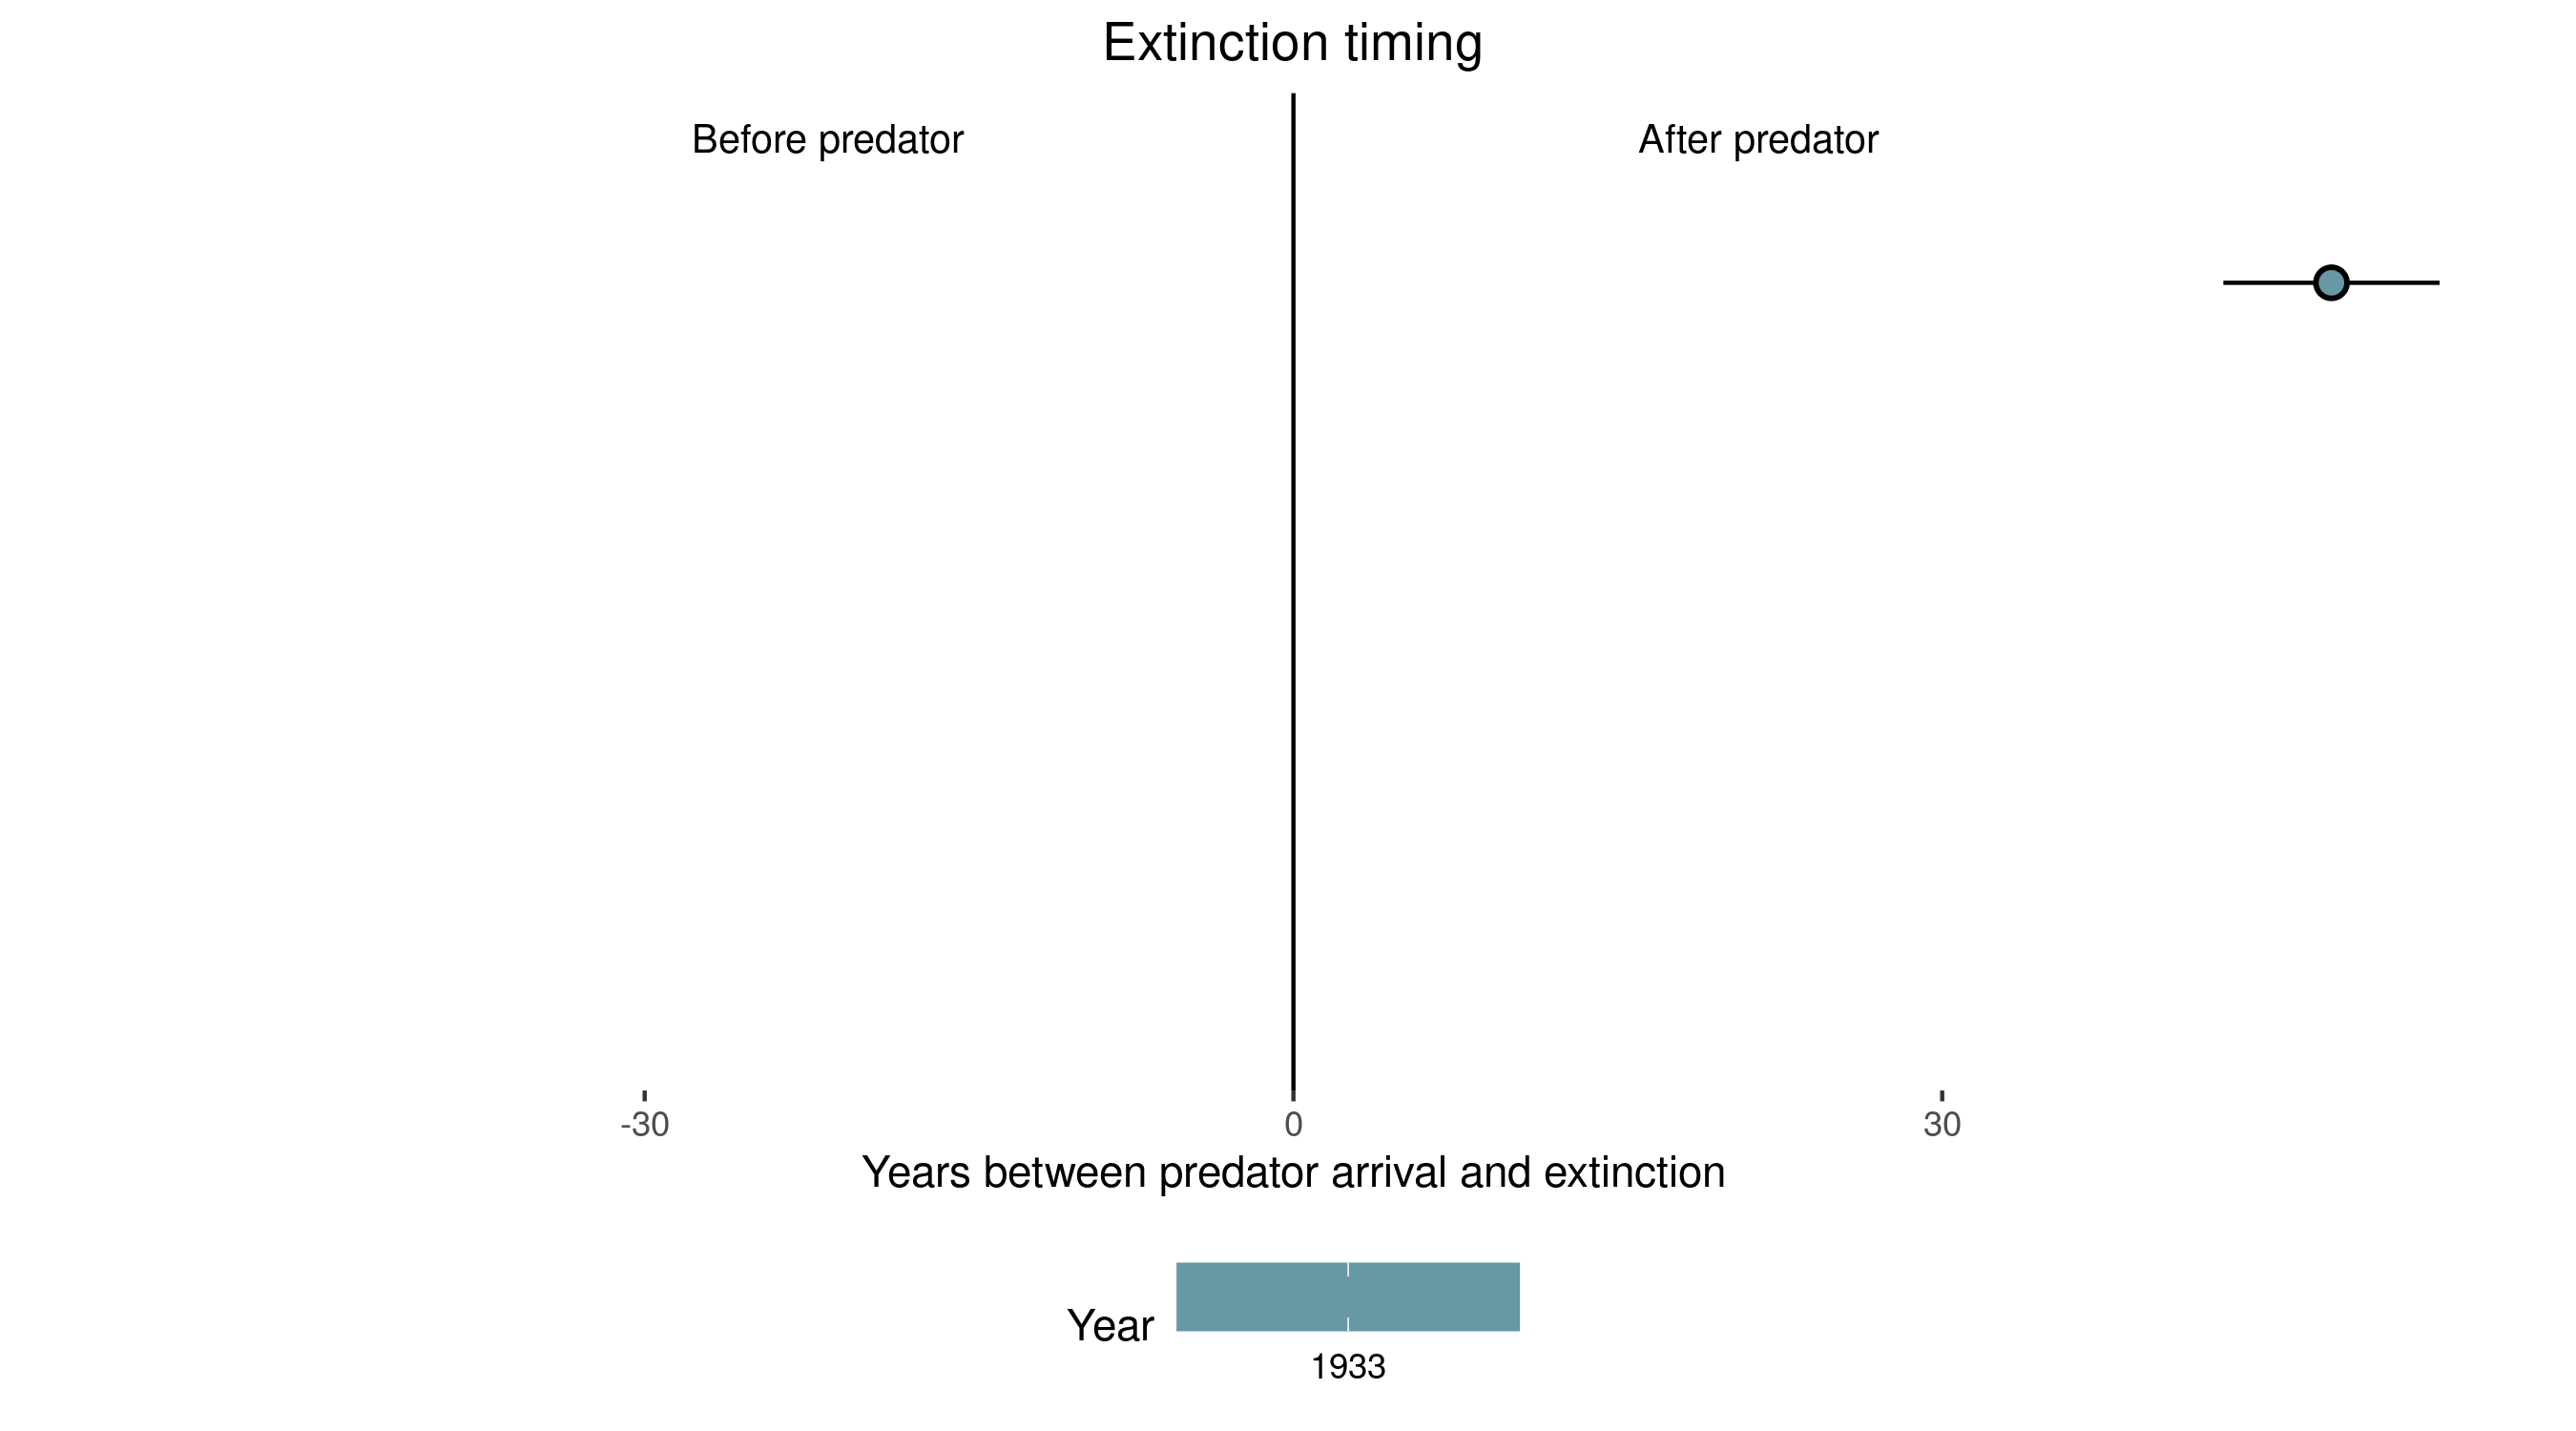 Extinction timing
Before predator
After predator
-30
0
30
Years between predator arrival and extinction
Year
1933